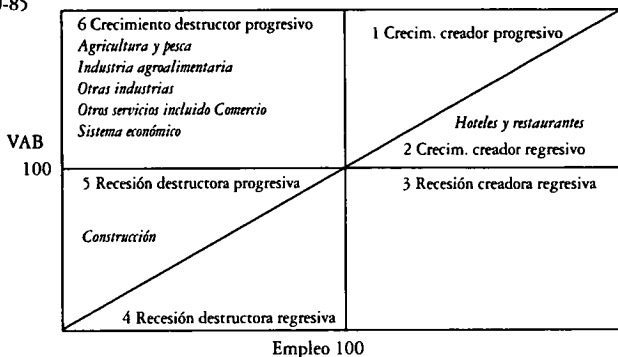 0-85
6 Crecimiento destructor progresivo
Agricultura y pesca
Industria agroalimentaria
Otras industrias
Otros servicios incluido Comercio
Sistema económico
1 Crecim. creador progresivo
Hoteles y restaurantes
2 Crecim. creador regresivo
VAB
100
5 Recesión destructora progresiva
3 Recesión creadora regresiva
Construcción
4 Recesión destructora regresiva
Empleo 100